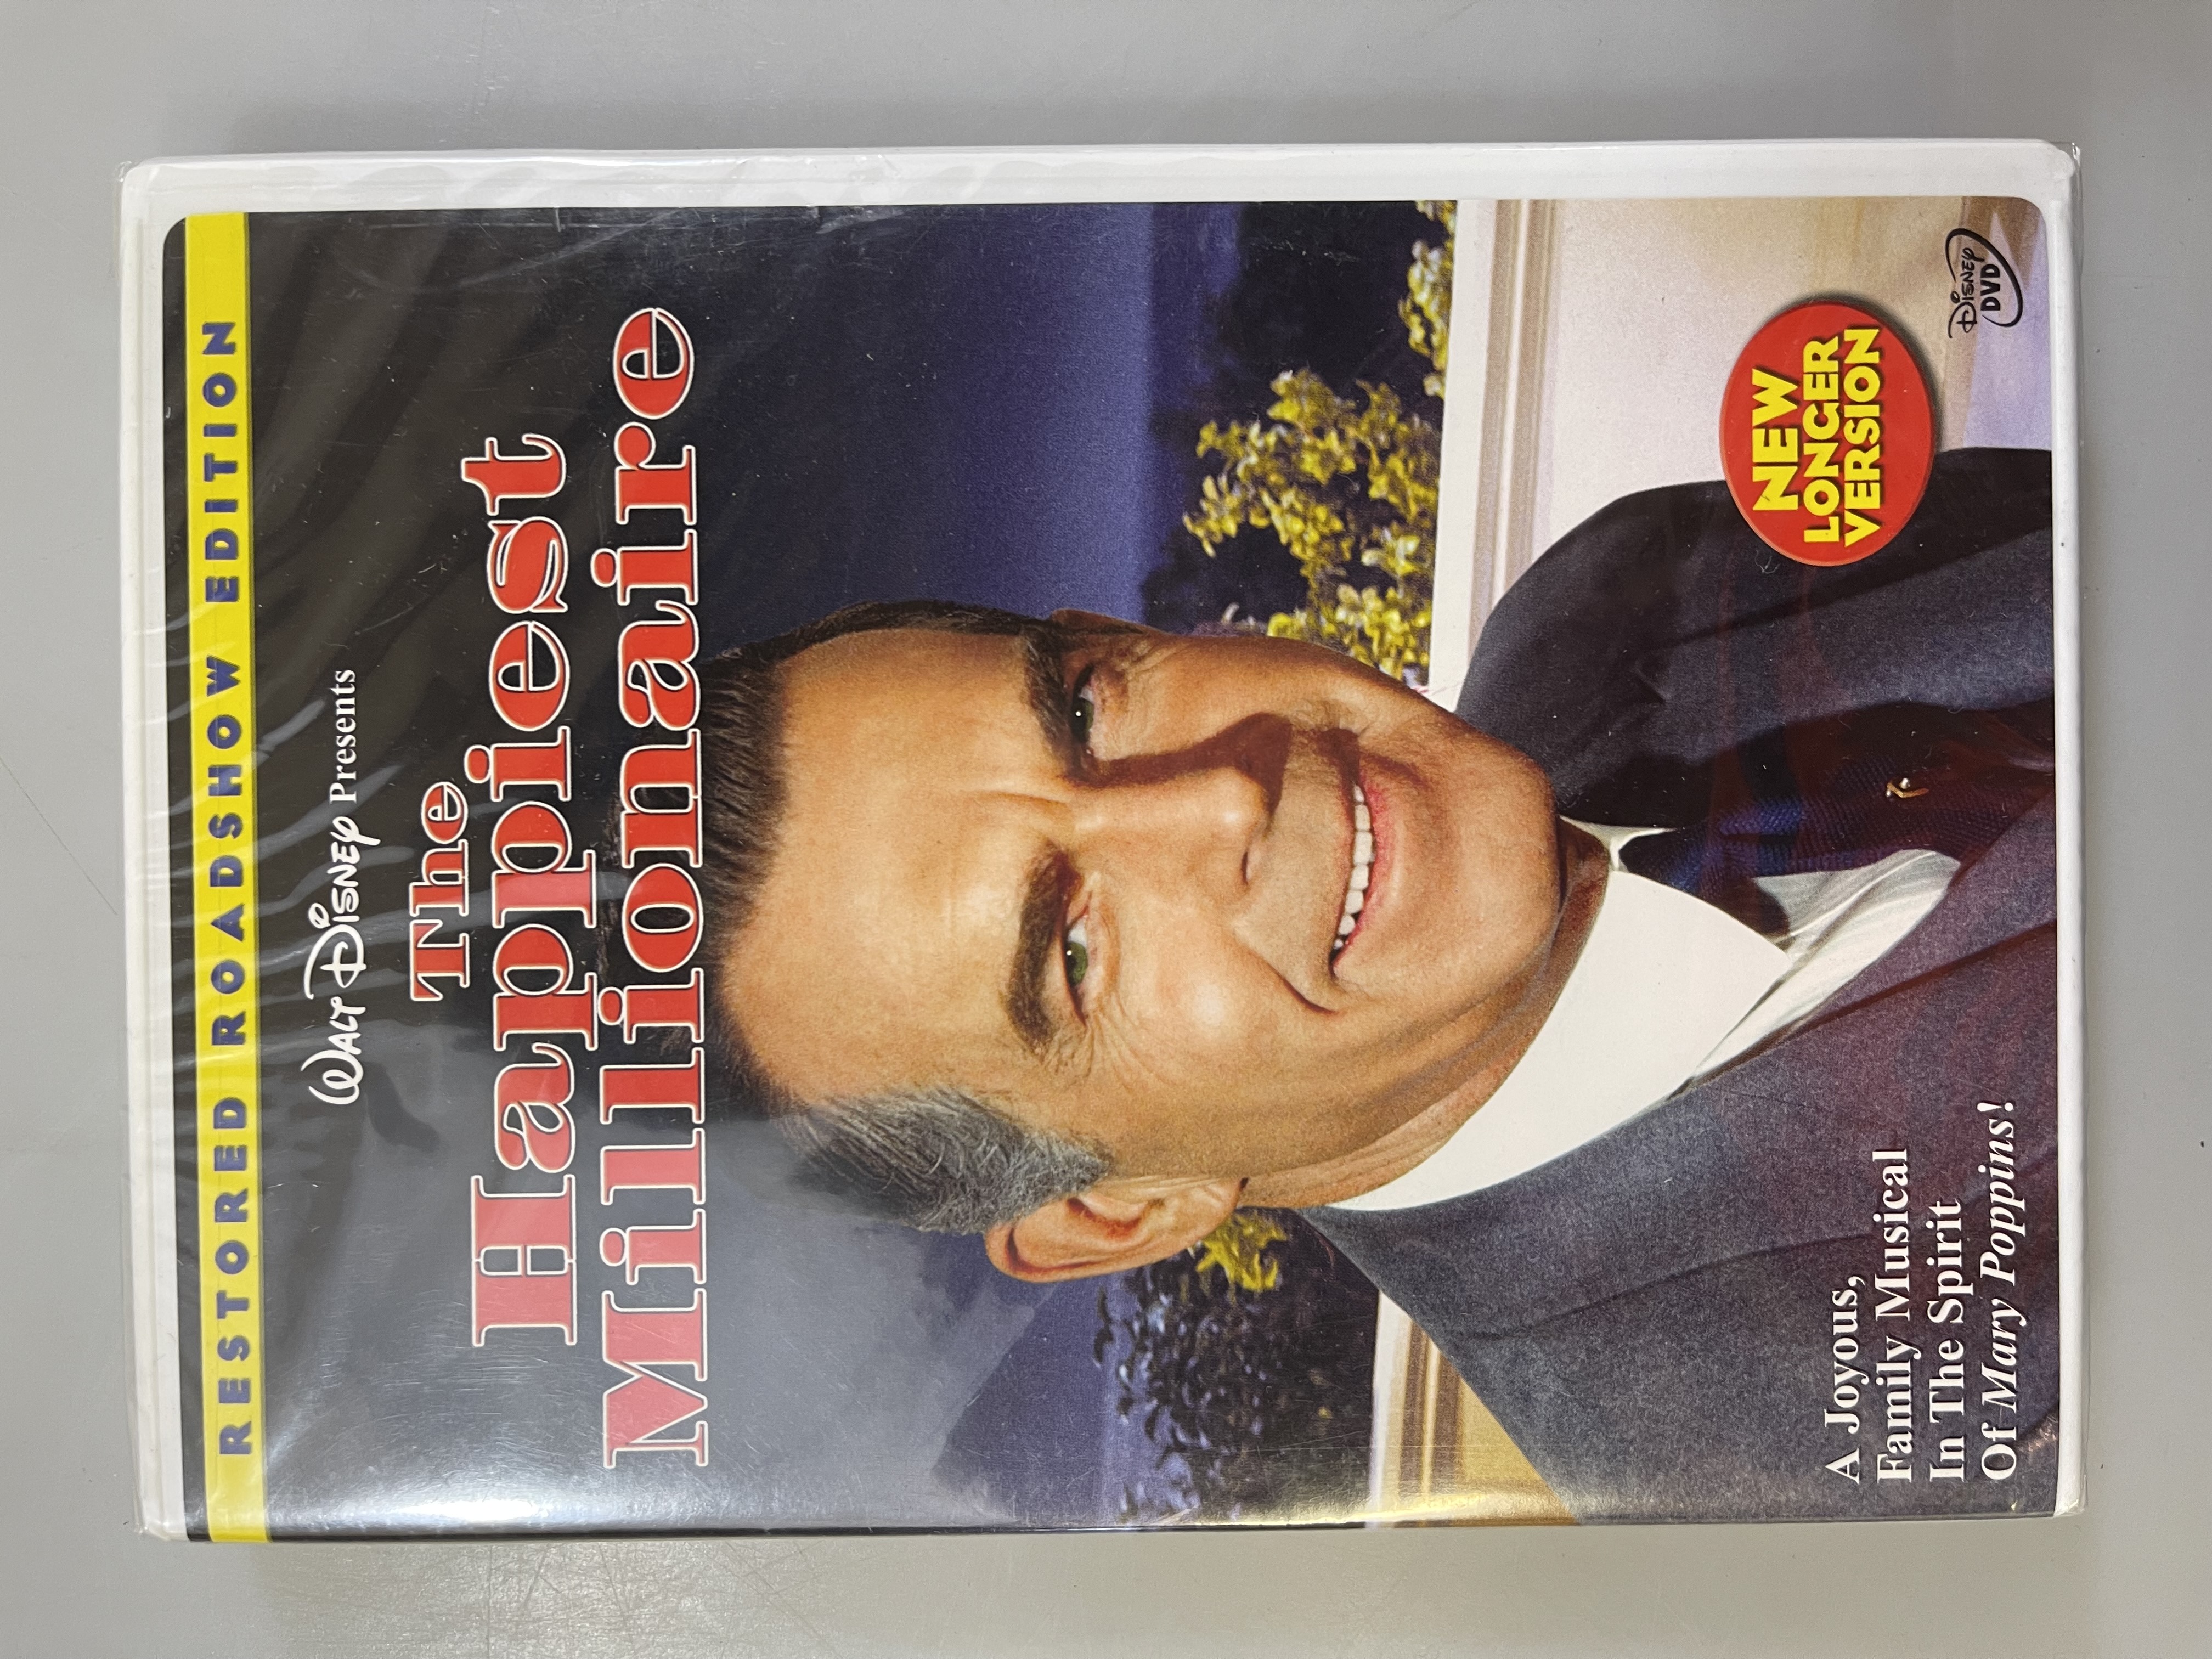 RESTORED ROADSHOW EDITION
WALT DISNEY Presents
The
Happiest
Millionaire
A Joyous,
Family Musical
In The Spirit
Of Mary Poppins!
NEW
LONGER
VERSION
DISNEY
DVD